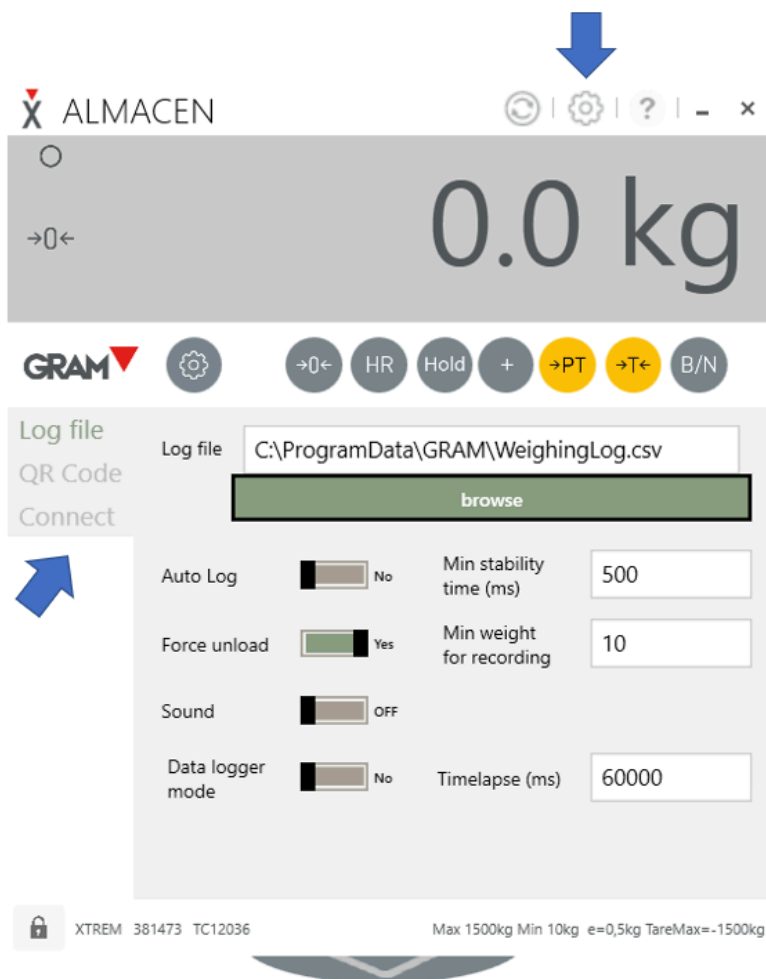 ALMACEN
?
→0←
0.0 kg
GRAM
→0← HR Hold + →PT →T← B/N
Log file
QR Code
Connect
Log file C:\ProgramData\GRAM\WeighingLog.csv
browse
Auto Log No Min stability time (ms) 500
Force unload Yes Min weight for recording 10
Sound OFF
Data logger mode No Timelapse (ms) 60000
XTREM 381473 TC12036 Max 1500kg Min 10kg e=0,5kg TareMax=-1500kg